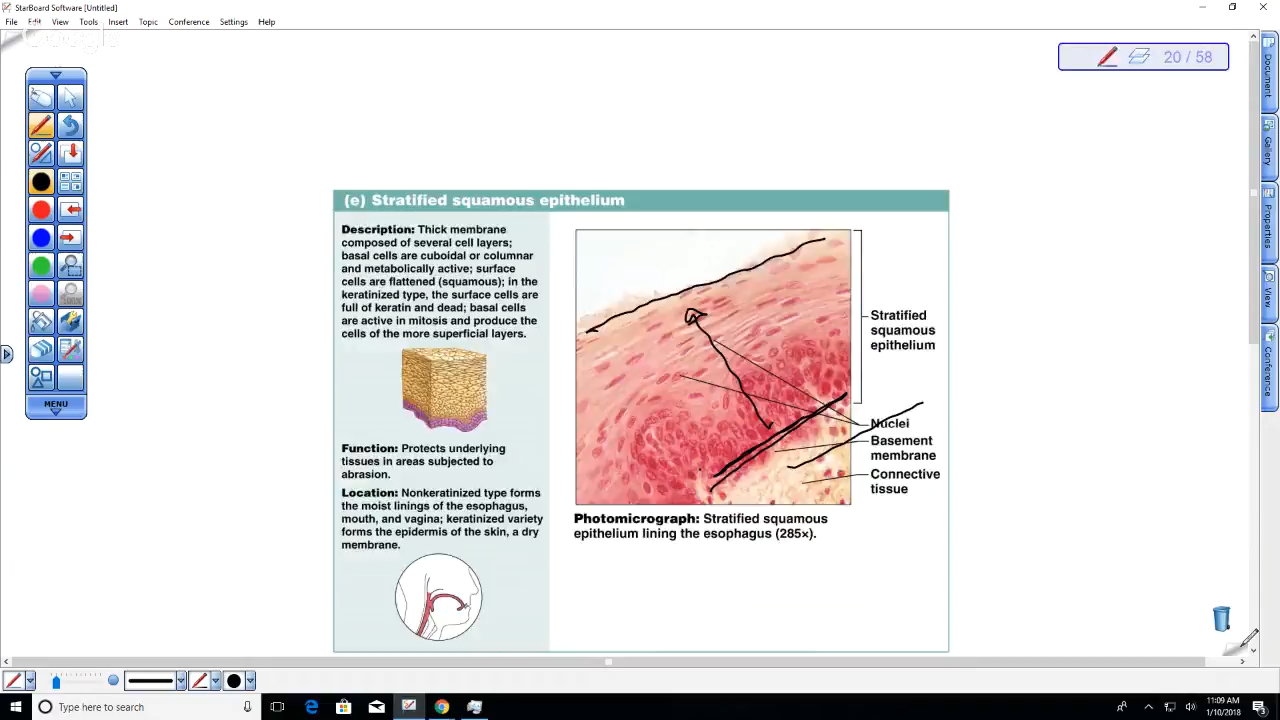 StarBoard Software [Untitled]
File Edit View Tools Insert Topic Conference Settings Help
20 / 58
Document
Gallery
Properties
View
Conference
MENU
(e) Stratified squamous epithelium
Description: Thick membrane
composed of several cell layers;
basal cells are cuboidal or columnar
and metabolically active; surface
cells are flattened (squamous); in the
keratinized type, the surface cells are
full of keratin and dead; basal cells
are active in mitosis and produce the
cells of the more superficial layers.
Function: Protects underlying
tissues in areas subjected to
abrasion.
Location: Nonkeratinized type forms
the moist linings of the esophagus,
mouth, and vagina; keratinized variety
forms the epidermis of the skin, a dry
membrane.
Stratified
squamous
epithelium
Nuclei
Basement
membrane
Connective
tissue
Photomicrograph: Stratified squamous
epithelium lining the esophagus (285×).
Type here to search
11:09 AM
1/10/2018